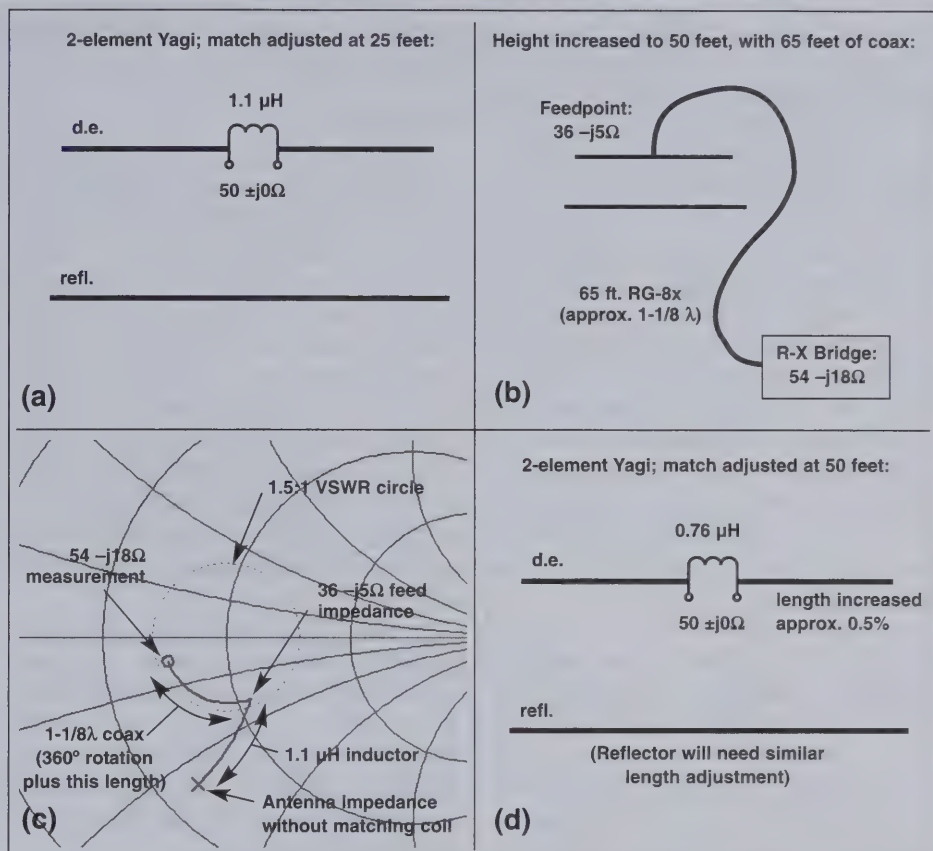 2-element Yagi; match adjusted at 25 feet:
1.1 µH
d.e.
50 ±j0Ω
refl.
(a)
Height increased to 50 feet, with 65 feet of coax:
Feedpoint:
36 –j5Ω
65 ft. RG-8x
(approx. 1-1/8 λ)
R-X Bridge:
54 –j18Ω
(b)
1.5:1 VSWR circle
54 –j18Ω
measurement
36 –j5Ω feed
impedance
1-1/8λ coax
(360° rotation
plus this length)
1.1 µH inductor
Antenna impedance
without matching coil
(c)
2-element Yagi; match adjusted at 50 feet:
0.76 µH
d.e.
50 ±j0Ω
length increased
approx. 0.5%
refl.
(Reflector will need similar
length adjustment)
(d)